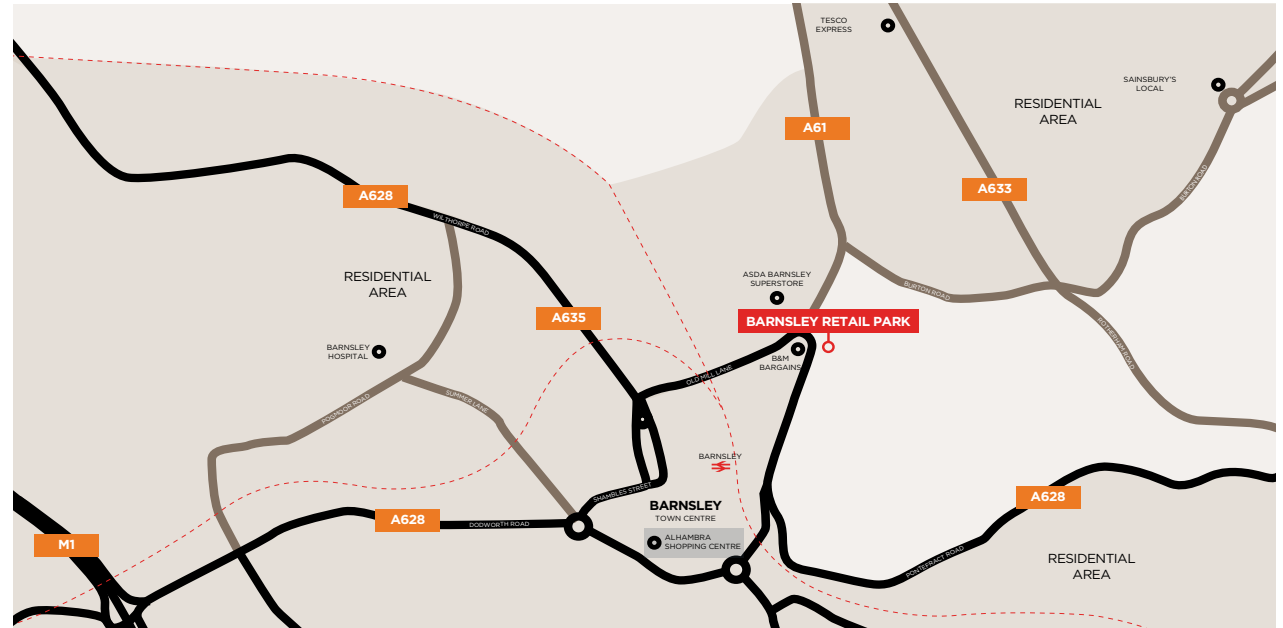 TESCO
EXPRESS
SAINSBURY'S
LOCAL
RESIDENTIAL
AREA
A61
A633
A628
BURTON ROAD
WILTHORPE ROAD
RESIDENTIAL
AREA
ASDA BARNSLEY
SUPERSTORE
BURTON ROAD
A635
BARNSLEY RETAIL PARK
ROTHERHAM ROAD
BARNSLEY
HOSPITAL
B&M
BARGAINS
OLD MILL LANE
POGMOOR ROAD
SUMMER LANE
BARNSLEY
SHAMBLES STREET
A628
BARNSLEY
TOWN CENTRE
A628
DODWORTH ROAD
M1
ALHAMBRA
SHOPPING CENTRE
PONTEFRACT ROAD
RESIDENTIAL
AREA